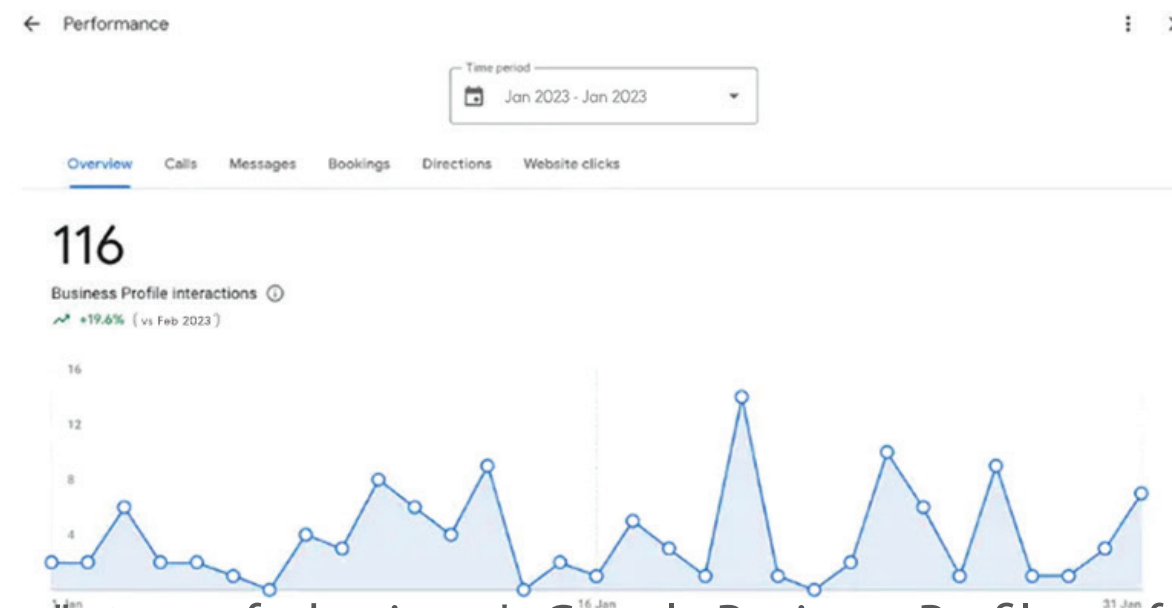 Performance
Time period
Jan 2023 - Jan 2023
Overview Calls Messages Bookings Directions Website clicks
116
Business Profile interactions
+19.6% ( vs Feb 2023 )
16
12
8
4
1 Jan 16 Jan 31 Jan